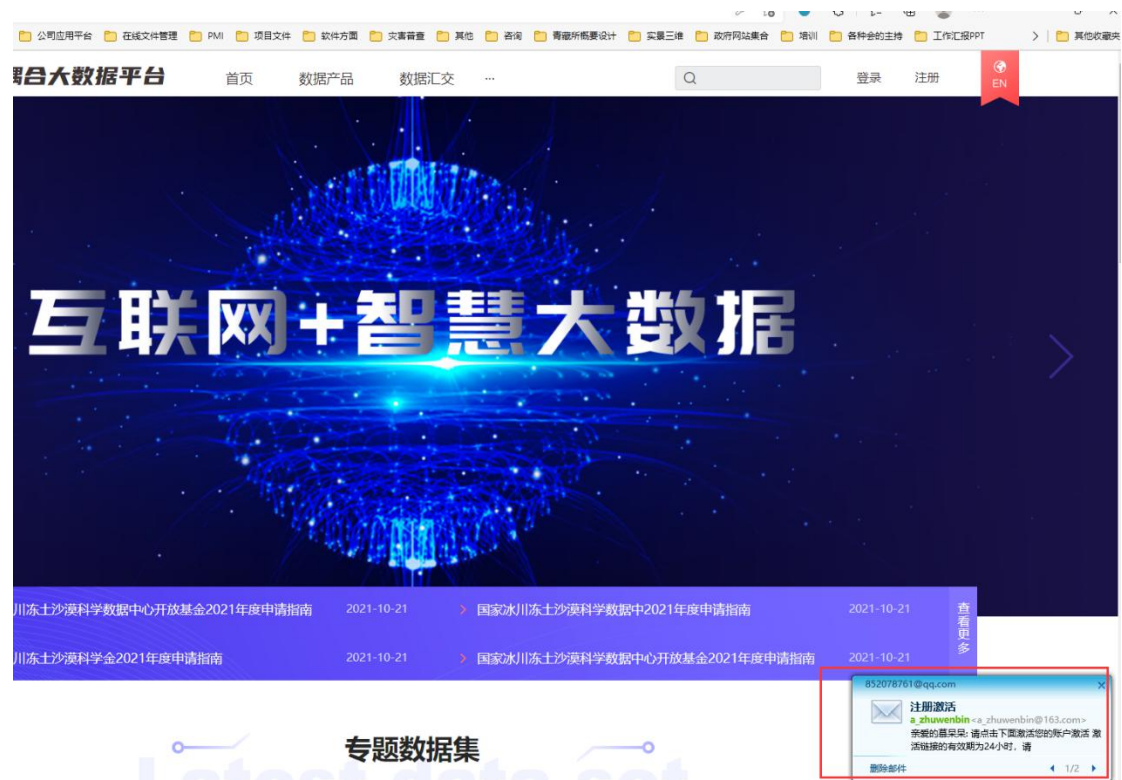 公司应用平台 在线文件管理 PMI 项目文件 软件方面 灾害普查 其他 咨询 青藏所概要设计 实景三维 政府网站集合 培训 各种会的主持 工作汇报PPT 其他收藏夹
合大数据平台 首页 数据产品 数据汇交 ... 登录 注册
EN
互联网+智慧大数据
川冻土沙漠科学数据中心开放基金2021年度申请指南 2021-10-21 > 国家冰川冻土沙漠科学数据中2021年度申请指南 2021-10-21
川冻土沙漠科学金2021年度申请指南 2021-10-21 > 国家冰川冻土沙漠科学数据中心开放基金2021年度申请指南 2021-10-21
查看更多
852078761@qq.com
注册激活
a_zhuwenbin<a_zhuwenbin@163.com>
亲爱的慕呆呆: 请点击下面激活您的账户激活 激
活链接的有效期为24小时，请
删除邮件 1/2
专题数据集
Latest data set